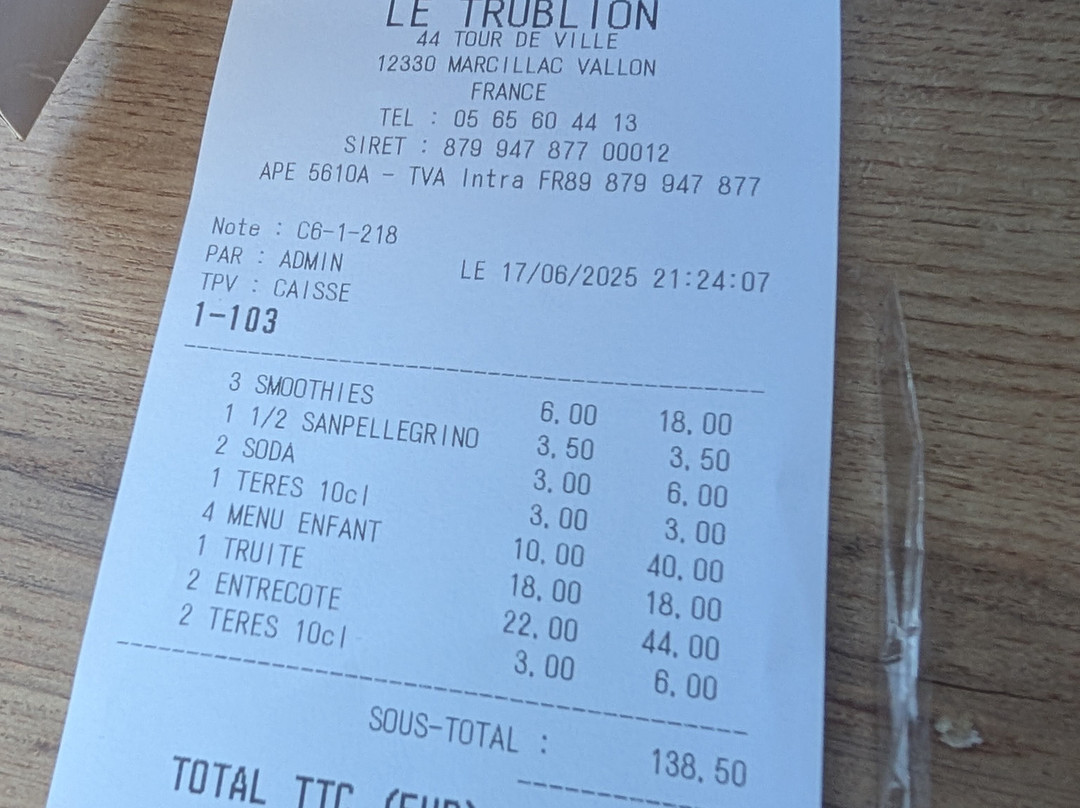 LE TRUBLION
44 TOUR DE VILLE
12330 MARCILLAC VALLON
FRANCE
TEL : 05 65 60 44 13
SIRET : 879 947 877 00012
APE 5610A - TVA Intra FR89 879 947 877
Note : C6-1-218
PAR : ADMIN LE 17/06/2025 21:24:07
TPV : CAISSE
1-103
3 SMOOTHIES 6,00 18,00
1 1/2 SANPELLEGRINO 3,50 3,50
2 SODA 3,00 6,00
1 TERES 10cl 3,00 3,00
4 MENU ENFANT 10,00 40,00
1 TRUITE 18,00 18,00
2 ENTRECOTE 22,00 44,00
2 TERES 10cl 3,00 6,00
SOUS-TOTAL : 138,50
TOTAL TTC (EUR)